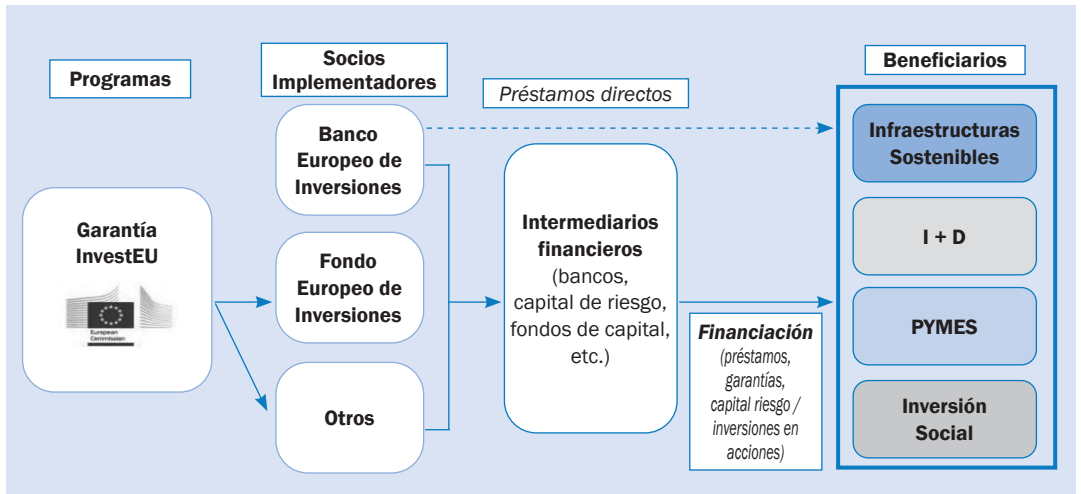 Programas
Garantía
InvestEU
European
Commission
Socios
Implementadores
Banco
Europeo de
Inversiones
Fondo
Europeo de
Inversiones
Otros
Préstamos directos
Intermediarios
financieros
(bancos,
capital de riesgo,
fondos de capital,
etc.)
Financiación
(préstamos,
garantías,
capital riesgo /
inversiones en
acciones)
Beneficiarios
Infraestructuras
Sostenibles
I + D
PYMES
Inversión
Social